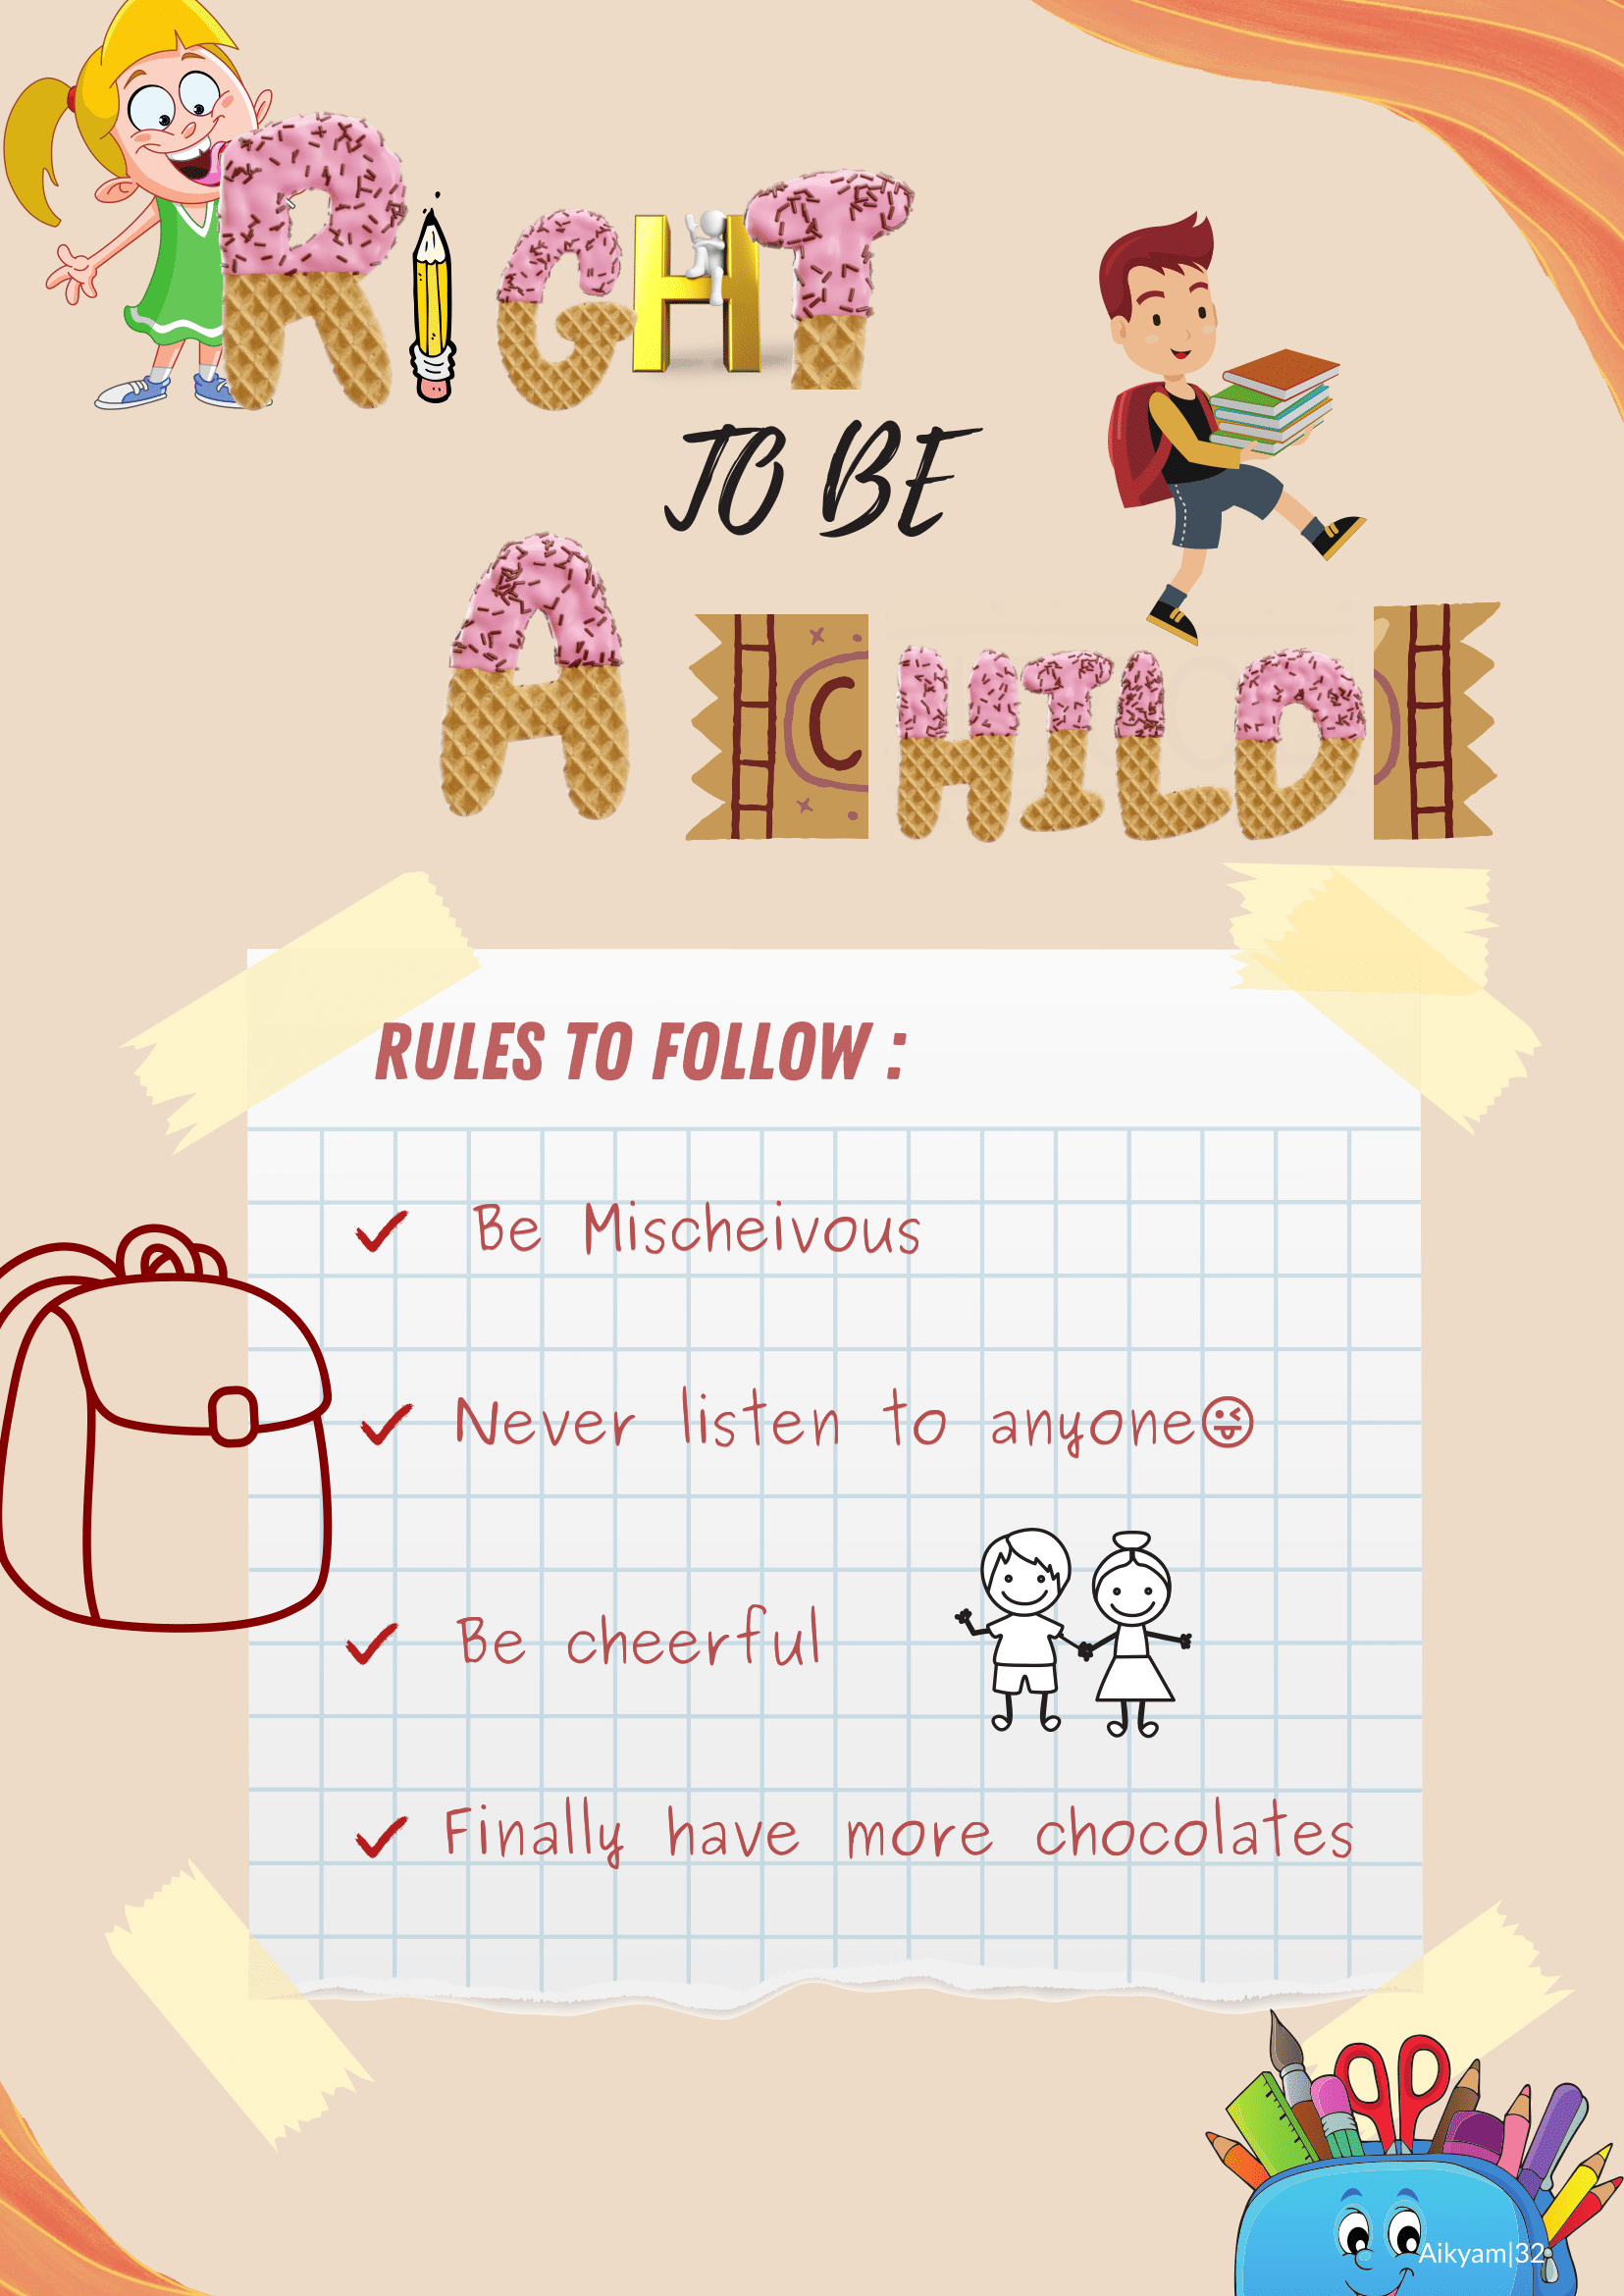 RiGHT
TO BE
A CHILD
RULES TO FOLLOW :
Be Mischeivous
Never listen to anyone😜
Be cheerful
Finally have more chocolates
Aikyam|32